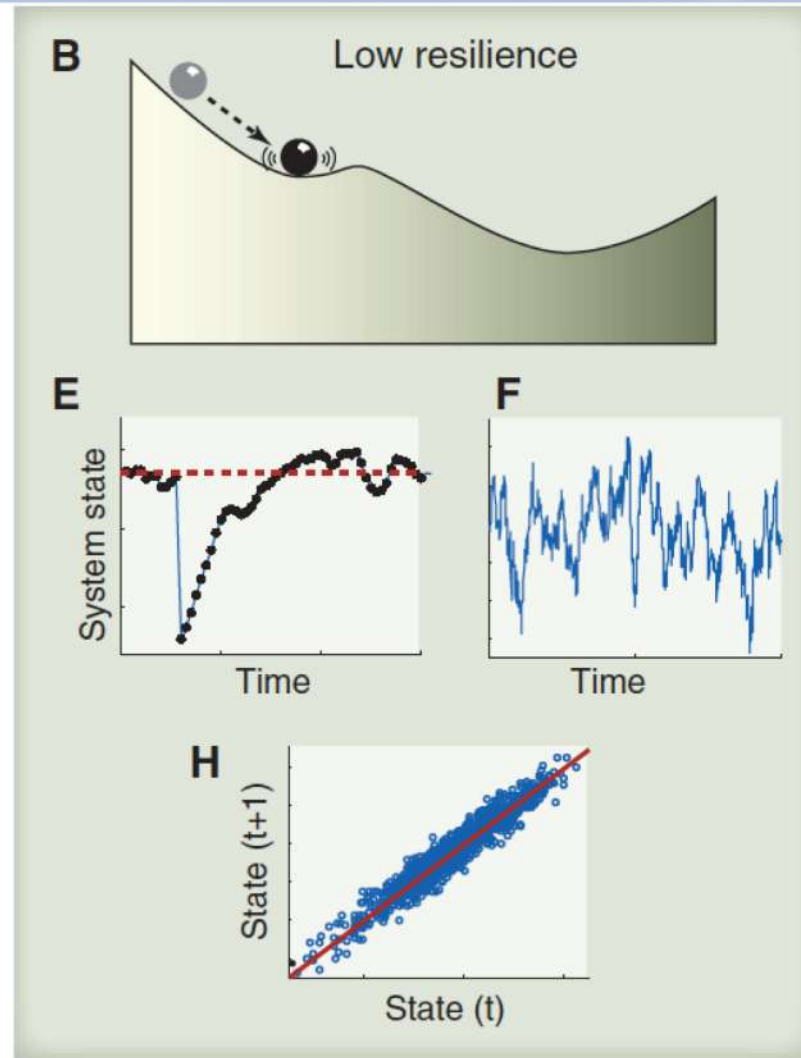 B
Low resilience
E
F
System state
Time
Time
H
State (t+1)
State (t)